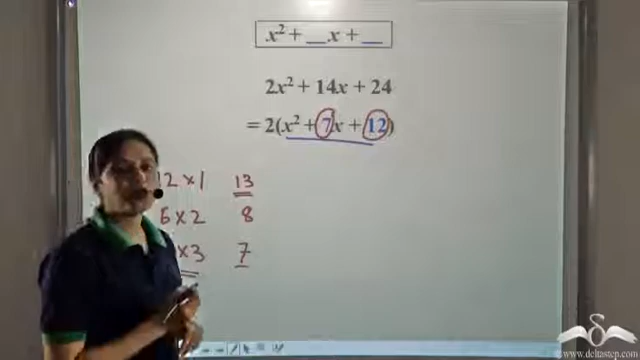 x² + __ x + __
2x² + 14x + 24
= 2(x² + 7x + 12)
12 × 1 13
6 × 2 8
× 3 7
www.deltastep.com